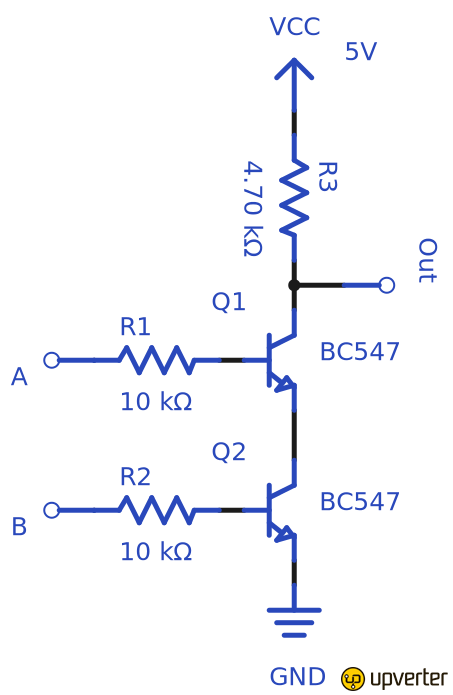 VCC
5V
R3
4.70 kΩ
Out
Q1
R1
BC547
A
10 kΩ
Q2
R2
BC547
B
10 kΩ
GND
upverter